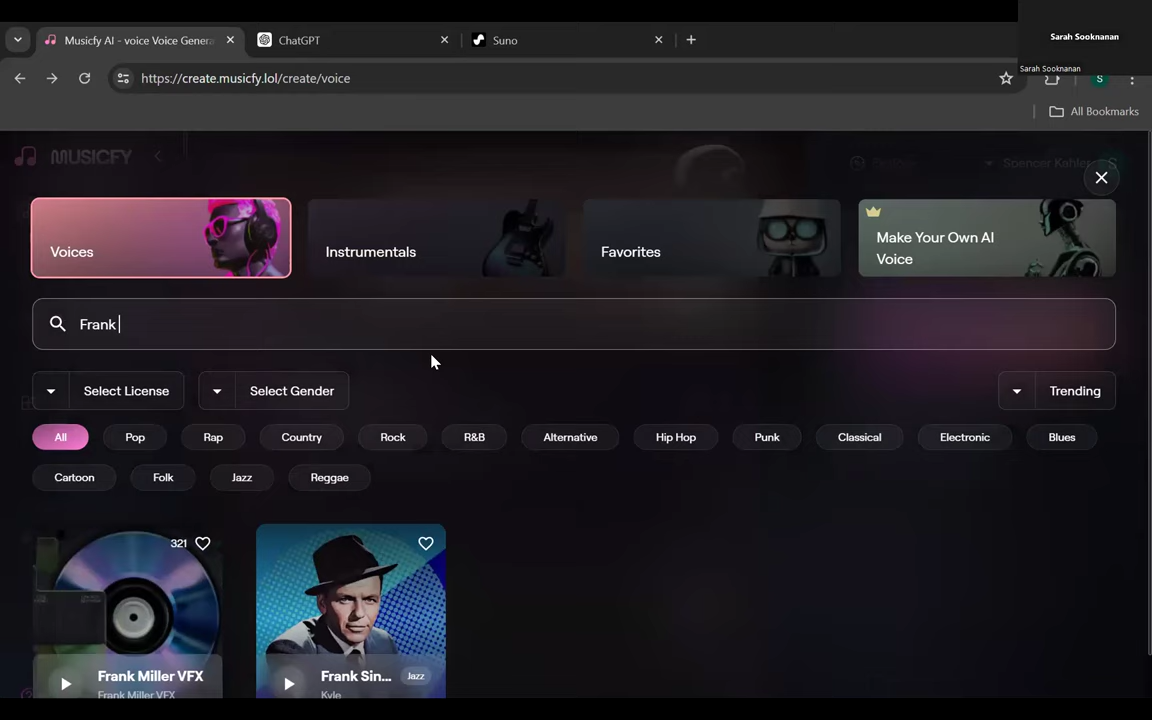 Musicfy AI - voice Voice Genera
ChatGPT
Suno
Sarah Sooknanan
Sarah Sooknanan
https://create.musicfy.lol/create/voice
S
All Bookmarks
MUSICFY
Spencer Kahler
S
Voices
Instrumentals
Favorites
Make Your Own AI
Voice
Frank
Select License
Select Gender
Trending
All
Pop
Rap
Country
Rock
R&B
Alternative
Hip Hop
Punk
Classical
Electronic
Blues
Cartoon
Folk
Jazz
Reggae
321
Frank Miller VFX
Frank Sin...
Jazz
Frank Miller VFX
Kyle